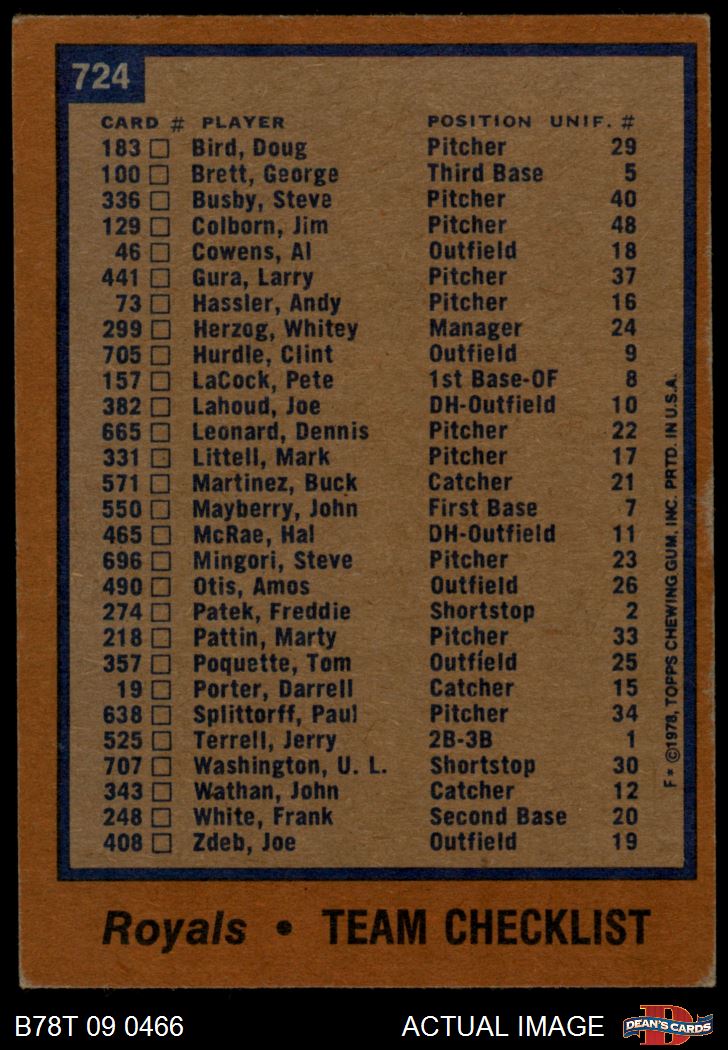 724
CARD # PLAYER POSITION UNIF. #
183 Bird, Doug Pitcher 29
100 Brett, George Third Base 5
336 Busby, Steve Pitcher 40
129 Colborn, Jim Pitcher 48
46 Cowens, Al Outfield 18
441 Gura, Larry Pitcher 37
73 Hassler, Andy Pitcher 16
299 Herzog, Whitey Manager 24
705 Hurdle, Clint Outfield 9
157 LaCock, Pete 1st Base-OF 8
382 Lahoud, Joe DH-Outfield 10
665 Leonard, Dennis Pitcher 22
331 Littell, Mark Pitcher 17
571 Martinez, Buck Catcher 21
550 Mayberry, John First Base 7
465 McRae, Hal DH-Outfield 11
696 Mingori, Steve Pitcher 23
490 Otis, Amos Outfield 26
274 Patek, Freddie Shortstop 2
218 Pattin, Marty Pitcher 33
357 Poquette, Tom Outfield 25
19 Porter, Darrell Catcher 15
638 Splittorff, Paul Pitcher 34
525 Terrell, Jerry 2B-3B 1
707 Washington, U. L. Shortstop 30
343 Wathan, John Catcher 12
248 White, Frank Second Base 20
408 Zdeb, Joe Outfield 19
F* ©1978, TOPPS CHEWING GUM, INC. PRTD. IN U.S.A.
Royals • TEAM CHECKLIST
B78T 09 0466 ACTUAL IMAGE DEAN'S CARDS